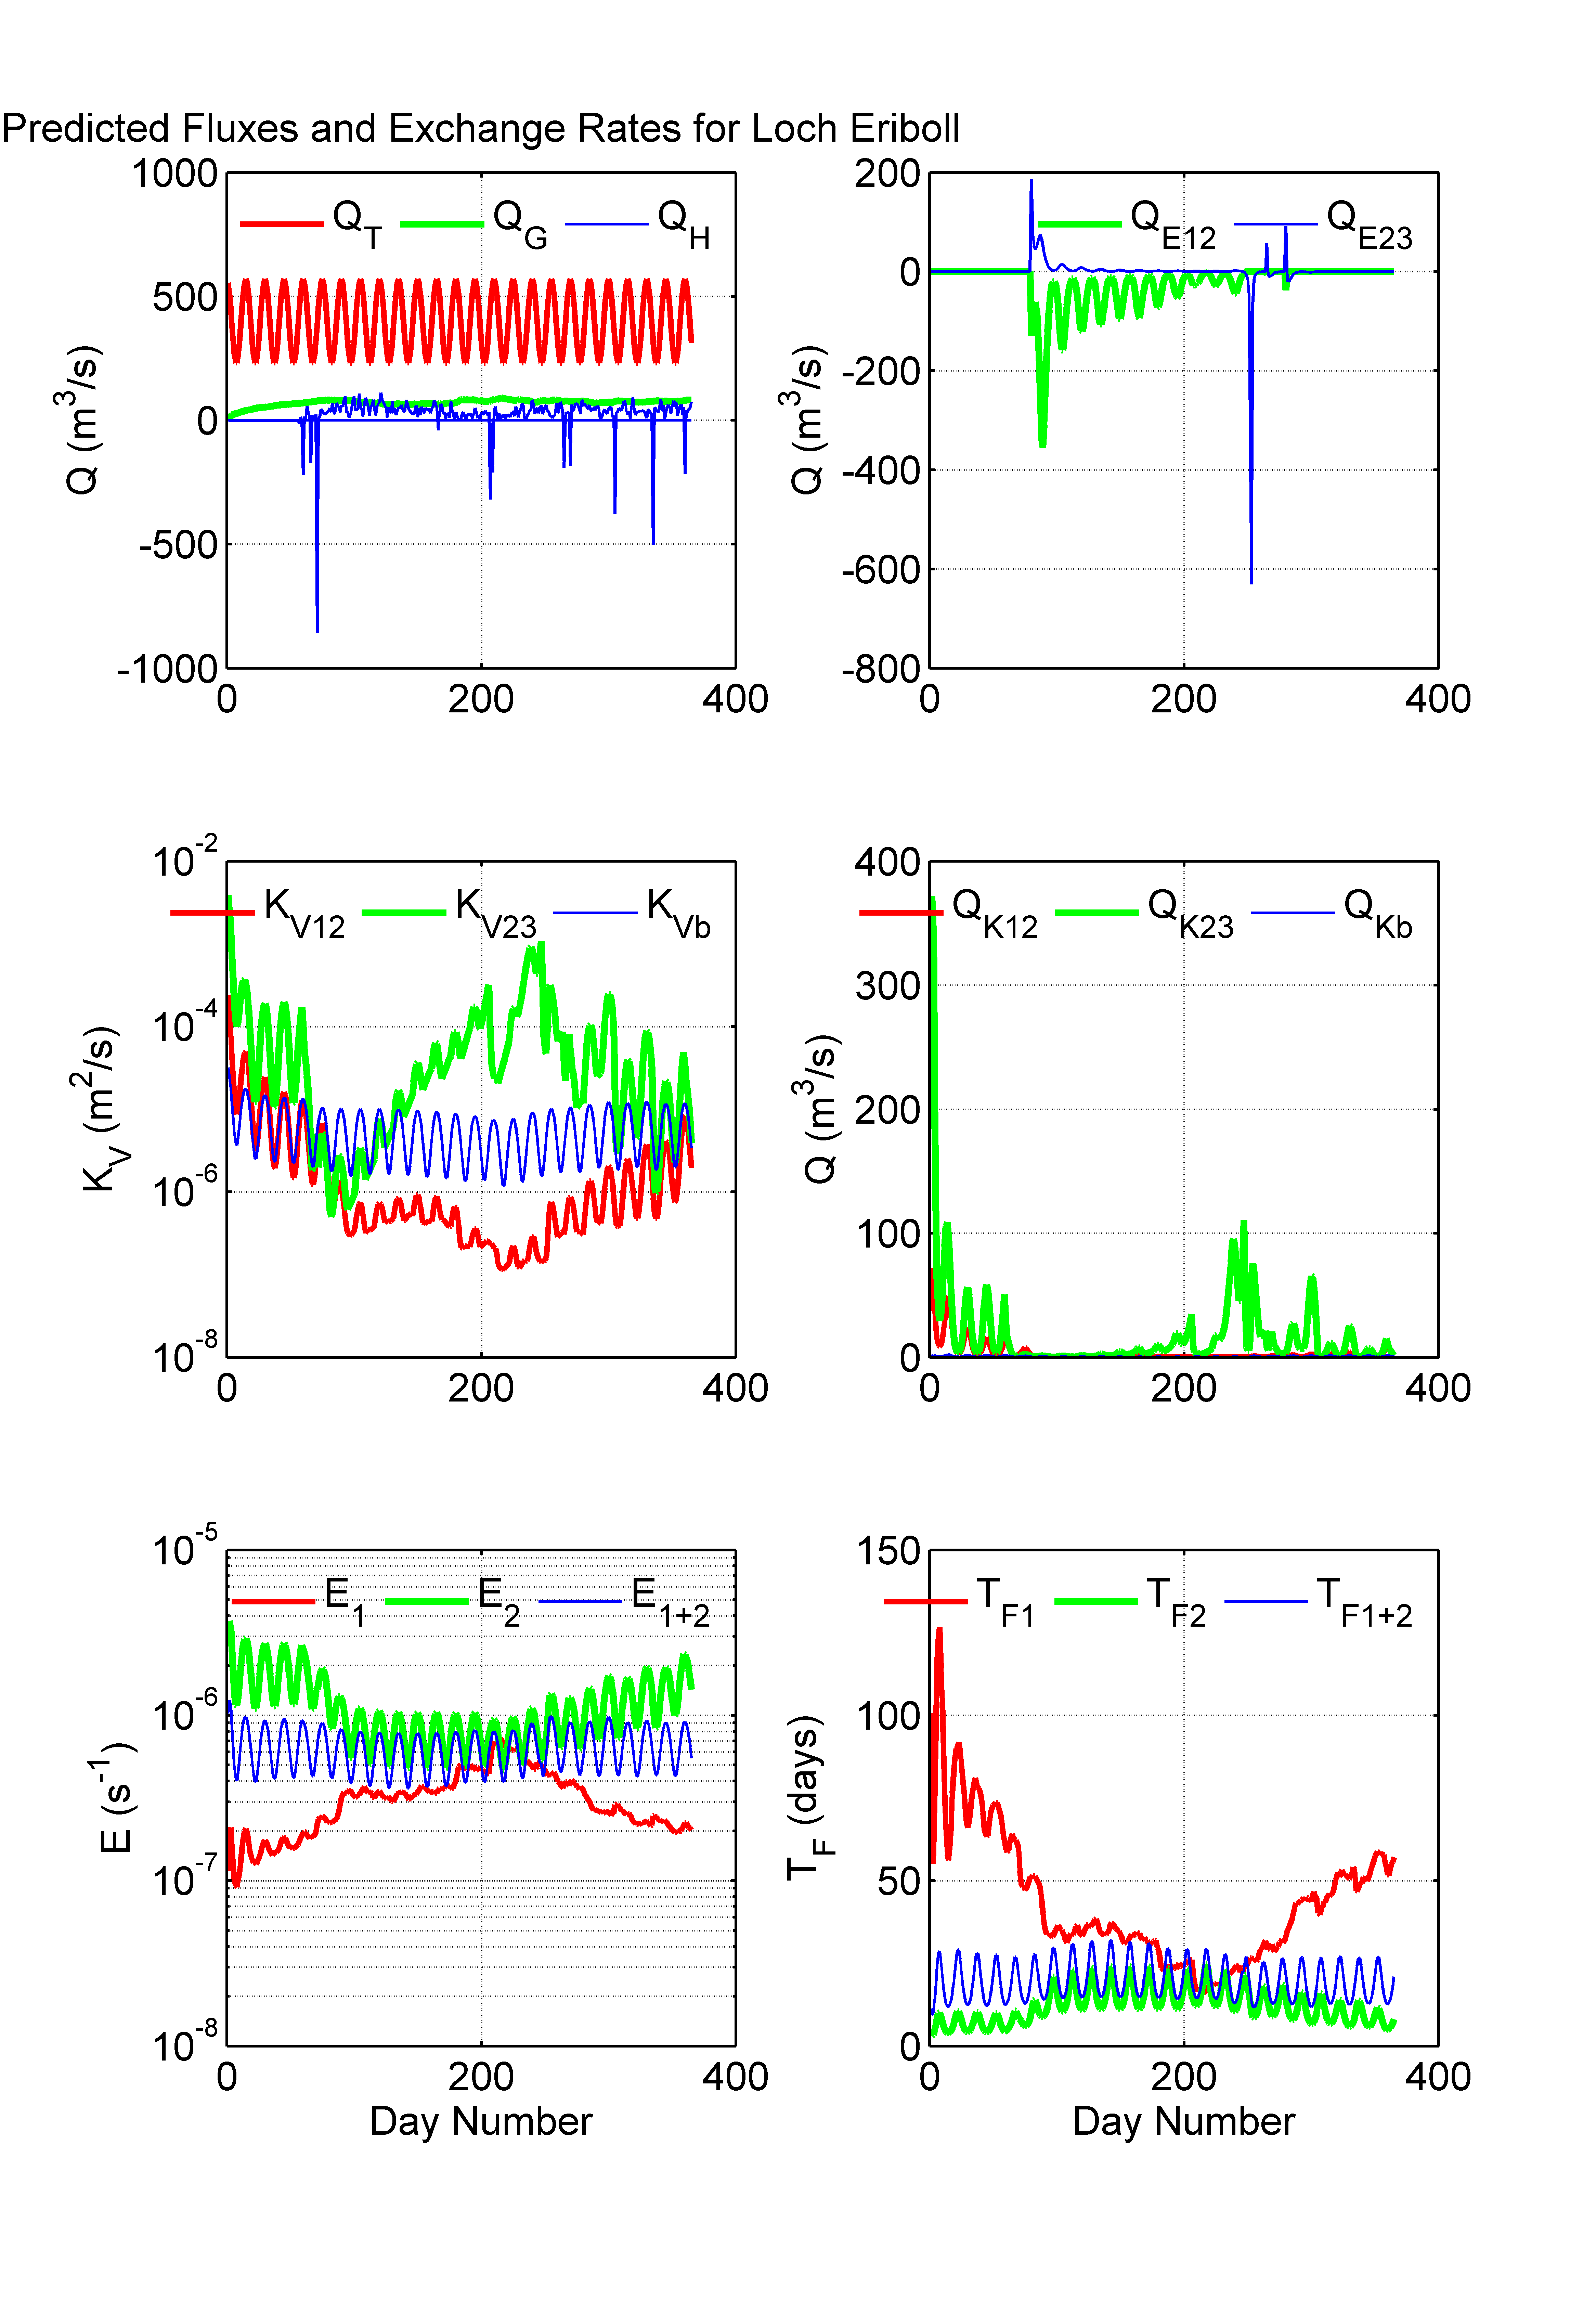 Predicted Fluxes and Exchange Rates for Loch Eriboll
1000
500
0
-500
-1000
0 200 400
Q (m³/s)
Q_T Q_G Q_H
200
0
-200
-400
-600
-800
0 200 400
Q (m³/s)
Q_E12 Q_E23
10^-2
10^-4
10^-6
10^-8
0 200 400
K_V (m²/s)
K_V12 K_V23 K_Vb
400
300
200
100
0
0 200 400
Q (m³/s)
Q_K12 Q_K23 Q_Kb
10^-5
10^-6
10^-7
10^-8
0 200 400
E (s^-1)
E_1 E_2 E_1+2
Day Number
150
100
50
0
0 200 400
T_F (days)
T_F1 T_F2 T_F1+2
Day Number